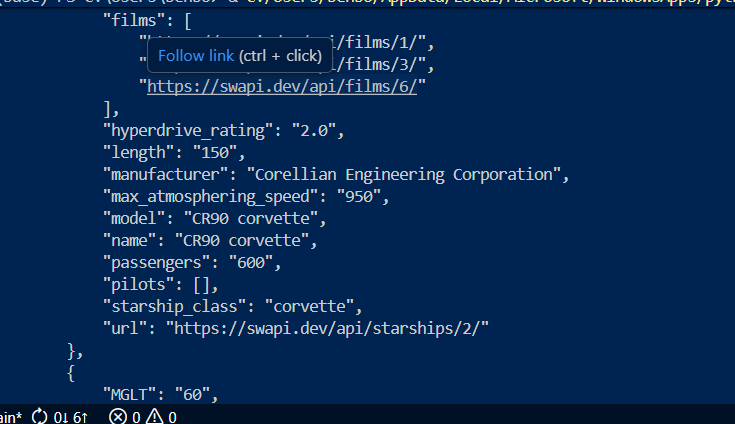 "films": [
"
/films/1/",
Follow link (ctrl + click)
"
/films/3/",
"https://swapi.dev/api/films/6/"
],
"hyperdrive_rating": "2.0",
"length": "150",
"manufacturer": "Corellian Engineering Corporation",
"max_atmosphering_speed": "950",
"model": "CR90 corvette",
"name": "CR90 corvette",
"passengers": "600",
"pilots": [],
"starship_class": "corvette",
"url": "https://swapi.dev/api/starships/2/"
},
{
"MGLT": "60",
ain* 0↓ 6↑ 0 0